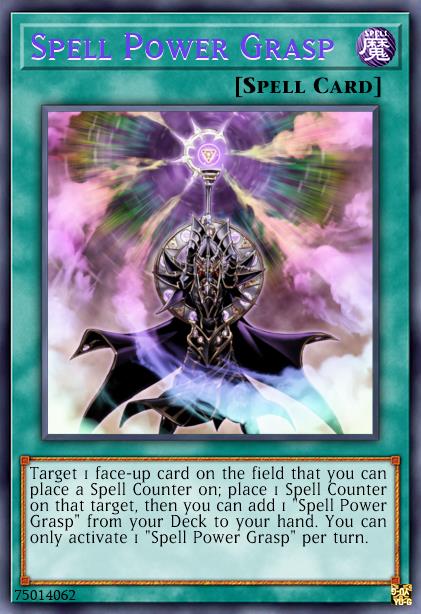 Spell Power Grasp
SPELL
魔
[Spell Card]
Target 1 face-up card on the field that you can
place a Spell Counter on; place 1 Spell Counter
on that target, then you can add 1 "Spell Power
Grasp" from your Deck to your hand. You can
only activate 1 "Spell Power Grasp" per turn.
75014062